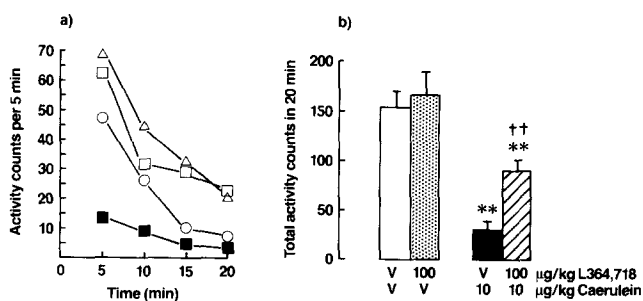 a)
Activity counts per 5 min
70
60
50
40
30
20
10
0 5 10 15 20
Time (min)
b)
Total activity counts in 20 min
200
150
100
50
0
††
**
**
V 100 V 100 µg/kg L364,718
V V 10 10 µg/kg Caerulein